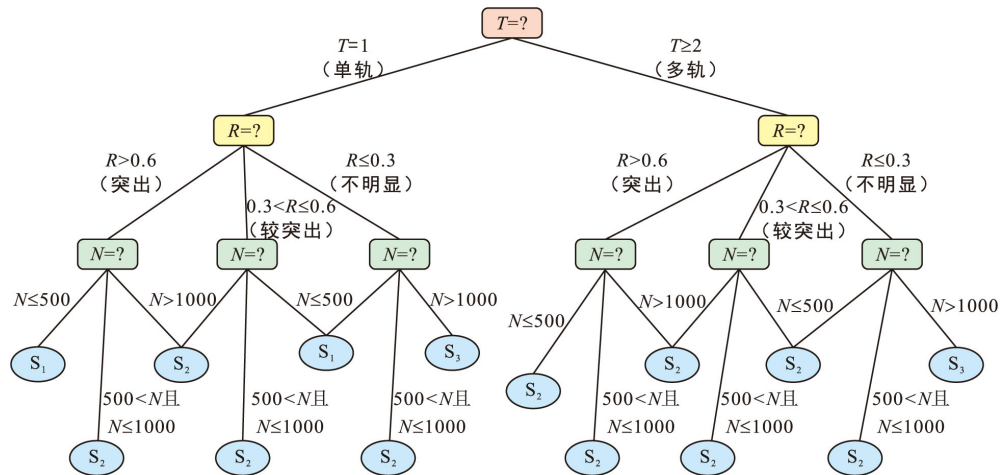 T=?
T=1
（单轨）
T≥2
（多轨）
R=?
R=?
R>0.6
（突出）
R≤0.3
（不明显）
0.3<R≤0.6
（较突出）
R>0.6
（突出）
R≤0.3
（不明显）
0.3<R≤0.6
（较突出）
N=?
N=?
N=?
N=?
N=?
N=?
N≤500
N>1000
N≤500
N>1000
N≤500
N>1000
N≤500
N>1000
S₁
S₂
S₁
S₃
S₂
S₂
S₂
S₃
500<N且
N≤1000
500<N且
N≤1000
500<N且
N≤1000
500<N且
N≤1000
500<N且
N≤1000
500<N且
N≤1000
S₂
S₂
S₂
S₂
S₂
S₂